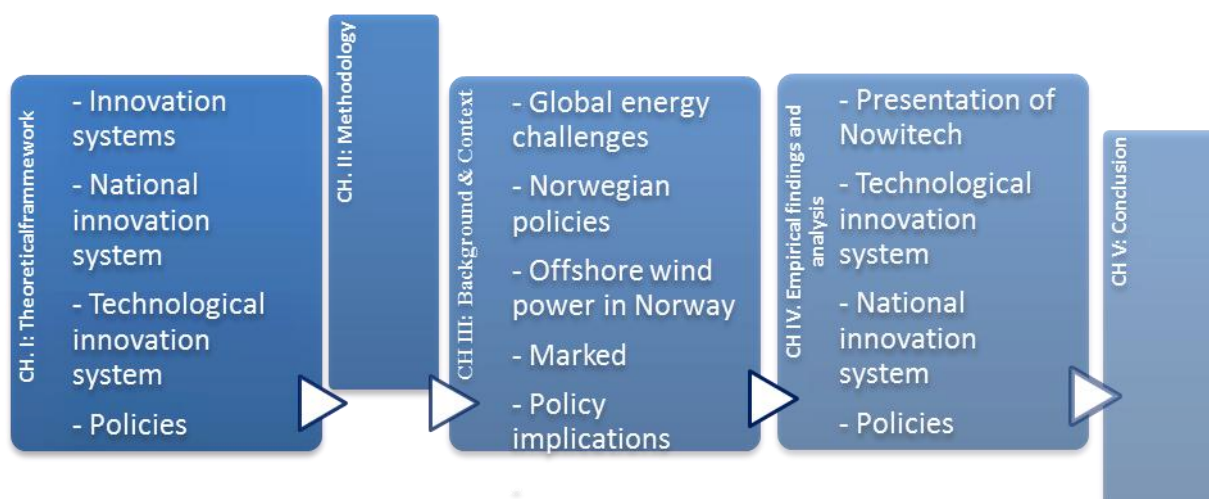 CH. I: Theoreticalframmework
- Innovation
systems
- National
innovation
system
- Technological
innovation
system
- Policies
CH. II: Methodology
CH III: Background & Context
- Global energy
challenges
- Norwegian
policies
- Offshore wind
power in Norway
- Marked
- Policy
implications
CH IV. Empirical findings and
analysis
- Presentation of
Nowitech
- Technological
innovation
system
- National
innovation
system
- Policies
CH V: Conclusion